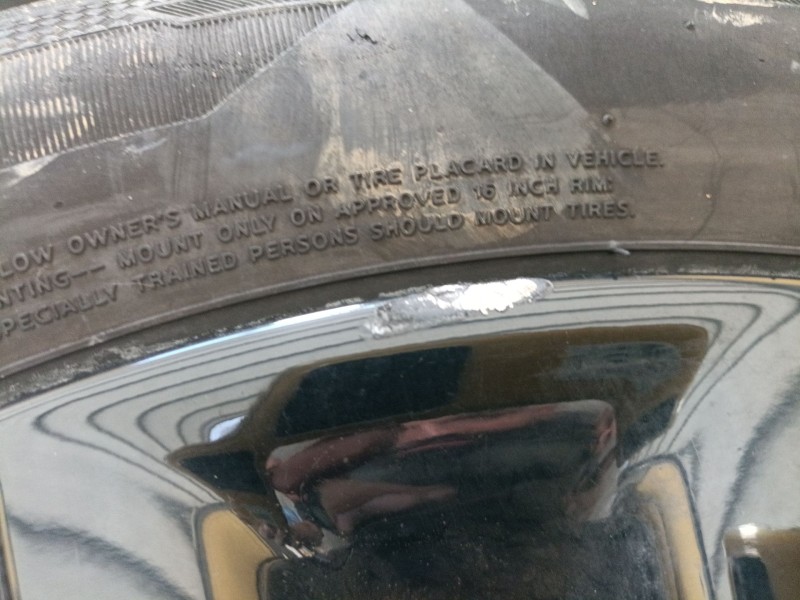 LOW OWNER'S MANUAL OR TIRE PLACARD IN VEHICLE.
NTING-- MOUNT ONLY ON APPROVED 16 INCH RIM:
PECIALLY TRAINED PERSONS SHOULD MOUNT TIRES.